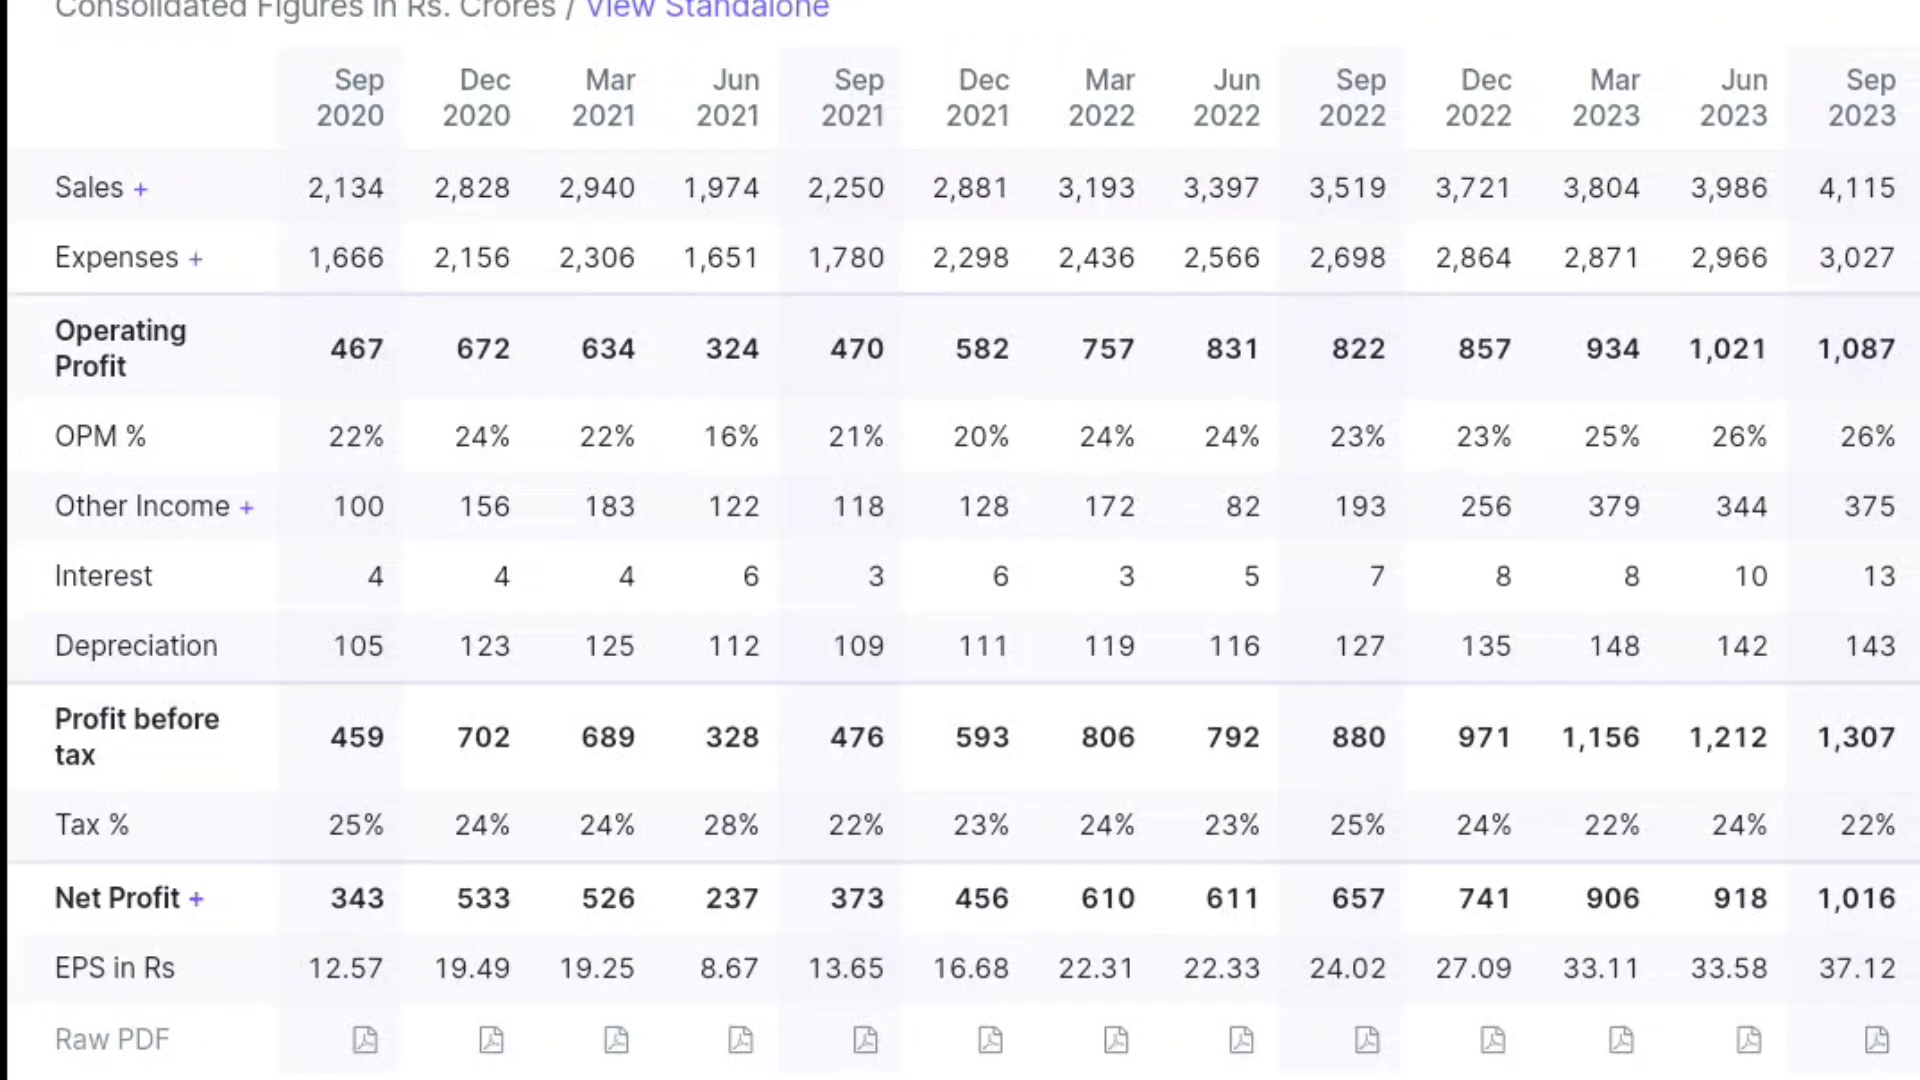 Consolidated Figures in Rs. Crores / View Standalone
Sep 2020 Dec 2020 Mar 2021 Jun 2021 Sep 2021 Dec 2021 Mar 2022 Jun 2022 Sep 2022 Dec 2022 Mar 2023 Jun 2023 Sep 2023
Sales + 2,134 2,828 2,940 1,974 2,250 2,881 3,193 3,397 3,519 3,721 3,804 3,986 4,115
Expenses + 1,666 2,156 2,306 1,651 1,780 2,298 2,436 2,566 2,698 2,864 2,871 2,966 3,027
Operating Profit 467 672 634 324 470 582 757 831 822 857 934 1,021 1,087
OPM % 22% 24% 22% 16% 21% 20% 24% 24% 23% 23% 25% 26% 26%
Other Income + 100 156 183 122 118 128 172 82 193 256 379 344 375
Interest 4 4 4 6 3 6 3 5 7 8 8 10 13
Depreciation 105 123 125 112 109 111 119 116 127 135 148 142 143
Profit before tax 459 702 689 328 476 593 806 792 880 971 1,156 1,212 1,307
Tax % 25% 24% 24% 28% 22% 23% 24% 23% 25% 24% 22% 24% 22%
Net Profit + 343 533 526 237 373 456 610 611 657 741 906 918 1,016
EPS in Rs 12.57 19.49 19.25 8.67 13.65 16.68 22.31 22.33 24.02 27.09 33.11 33.58 37.12
Raw PDF